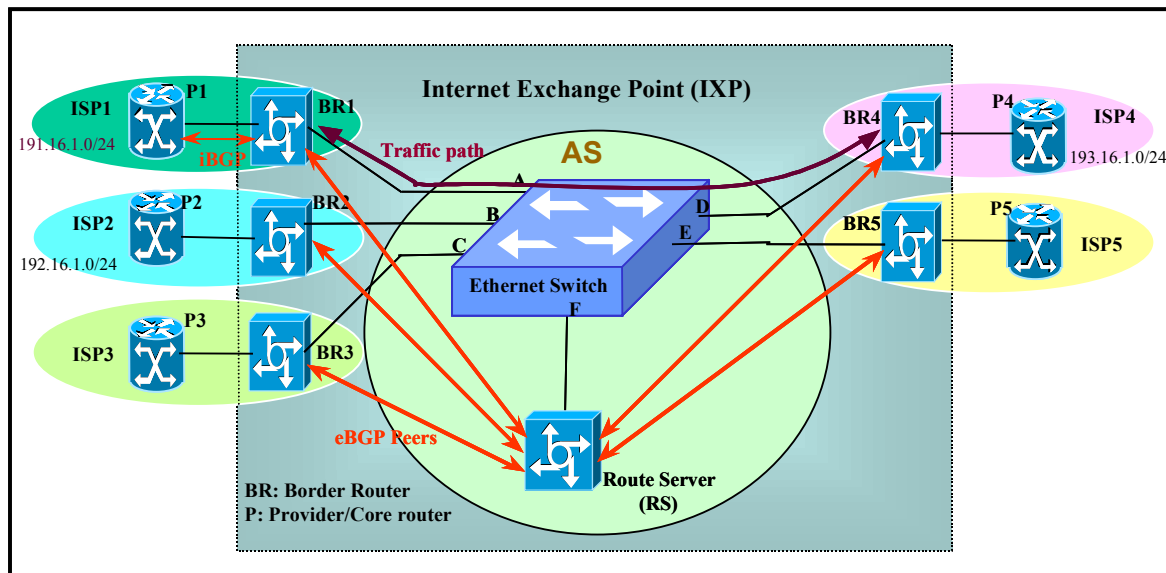 Internet Exchange Point (IXP)
ISP1
P1
BR1
191.16.1.0/24
iBGP
Traffic path
AS
BR4
P4
ISP4
193.16.1.0/24
A
P2
ISP2
BR2
192.16.1.0/24
B
C
D
E
BR5
P5
ISP5
Ethernet Switch
F
P3
ISP3
BR3
eBGP Peers
Route Server
(RS)
BR: Border Router
P: Provider/Core router